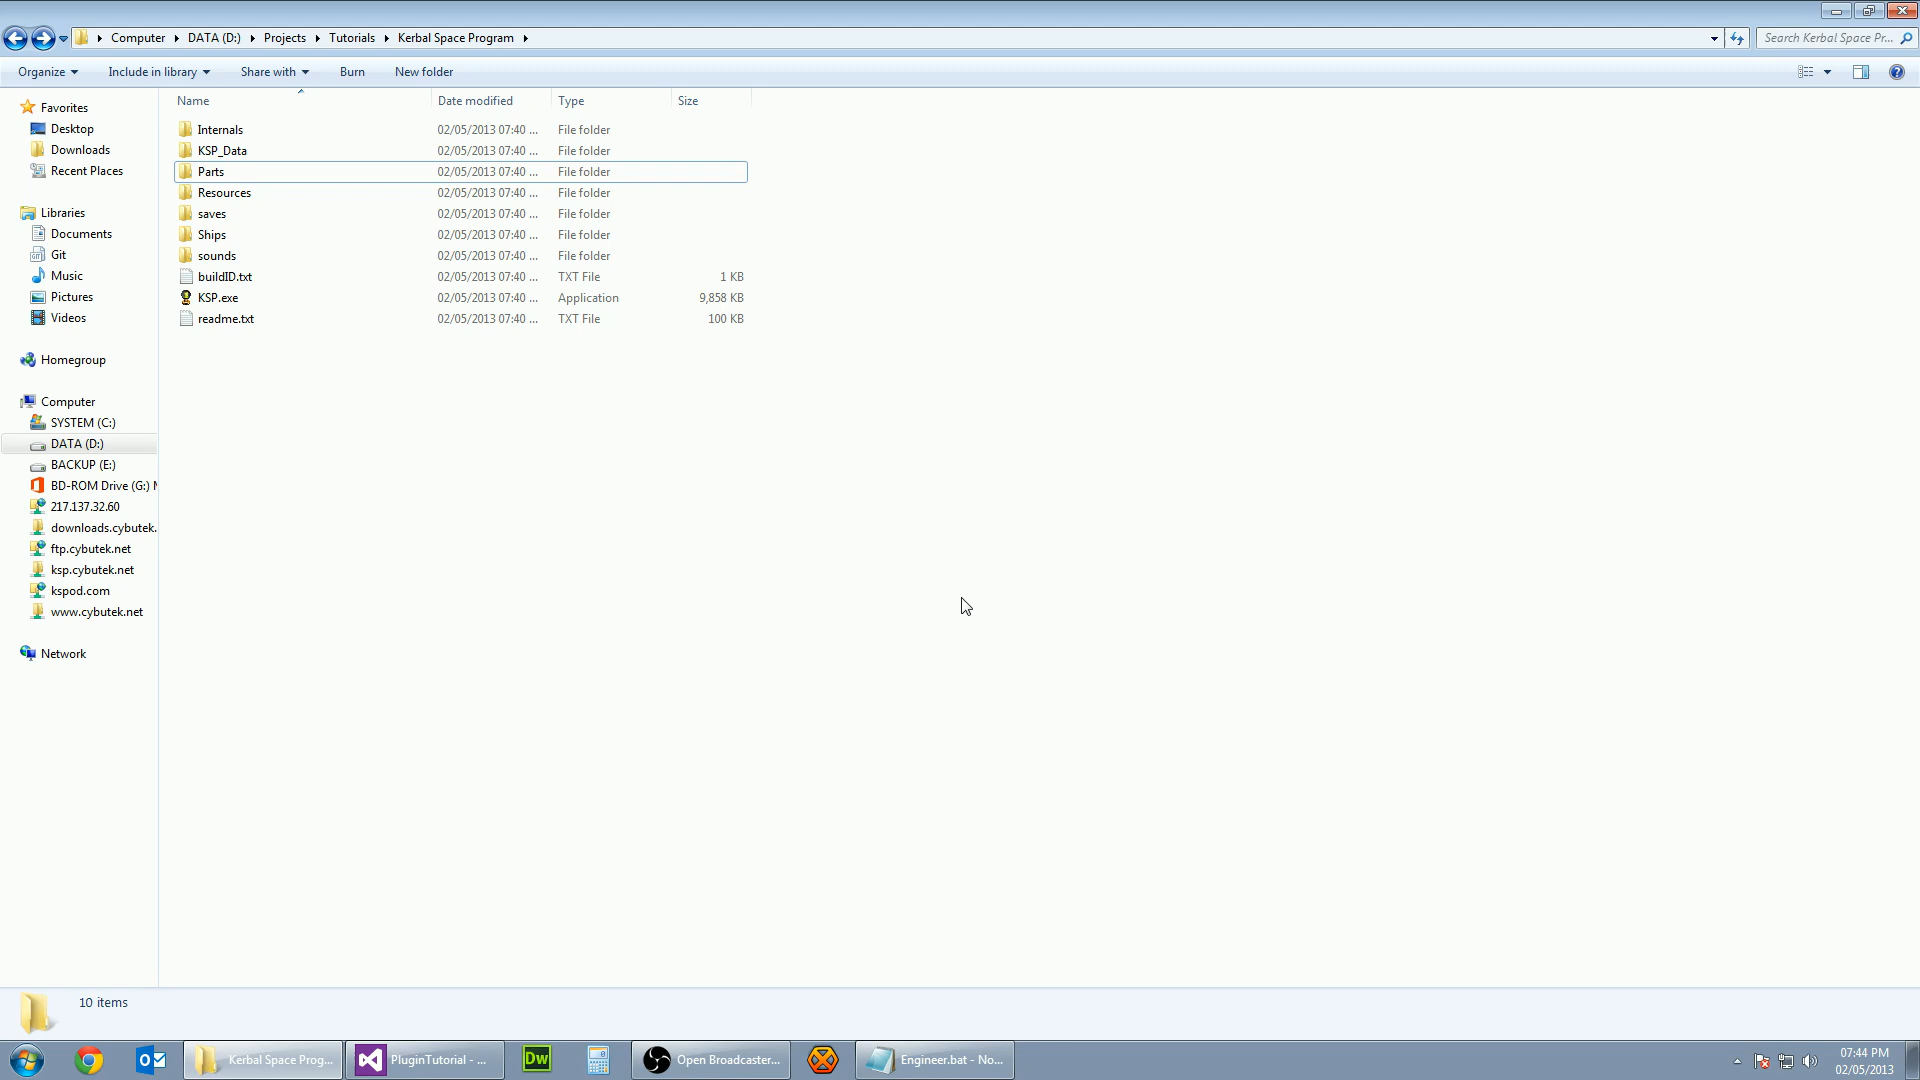 Computer DATA (D:) Projects Tutorials Kerbal Space Program
Search Kerbal Space Pr...
Organize Include in library Share with Burn New folder
Name Date modified Type Size
Favorites
Desktop
Downloads
Recent Places
Libraries
Documents
Git
Music
Pictures
Videos
Homegroup
Computer
SYSTEM (C:)
DATA (D:)
BACKUP (E:)
BD-ROM Drive (G:)
217.137.32.60
downloads.cybutek.
ftp.cybutek.net
ksp.cybutek.net
kspod.com
www.cybutek.net
Network
Internals 02/05/2013 07:40 ... File folder
KSP_Data 02/05/2013 07:40 ... File folder
Parts 02/05/2013 07:40 ... File folder
Resources 02/05/2013 07:40 ... File folder
saves 02/05/2013 07:40 ... File folder
Ships 02/05/2013 07:40 ... File folder
sounds 02/05/2013 07:40 ... File folder
buildID.txt 02/05/2013 07:40 ... TXT File 1 KB
KSP.exe 02/05/2013 07:40 ... Application 9,858 KB
readme.txt 02/05/2013 07:40 ... TXT File 100 KB
10 items
Kerbal Space Prog...
PluginTutorial - ...
Dw
Open Broadcaster...
Engineer.bat - No...
07:44 PM
02/05/2013